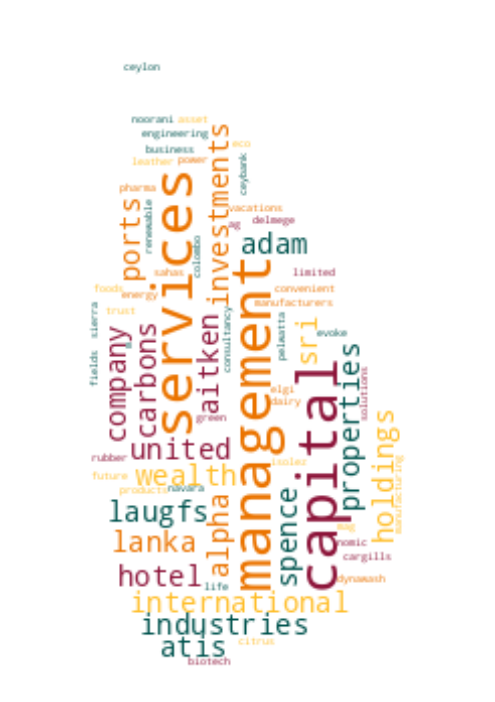 ceylon
noorani asset
engineering
business
eco
leather power
ceybank
pharma
renewable
ports
services
investments
vacations
ag delmege
adam
colombo
sahas
limited
foods
energy
convenient
manufacturers
trust
sierra
fields
company
carbons
aitken
consultancy
management
pelwatta
sri
evoke
capital
properties
solutions
elgi
dairy
green
holdings
manufacturing
united
rubber
isolez
wealth
future
products navara
laugfs
alpha
spence
lanka
mag
nomic
cargills
hotel
life
dynawash
international
industries
citrus
atis
biotech